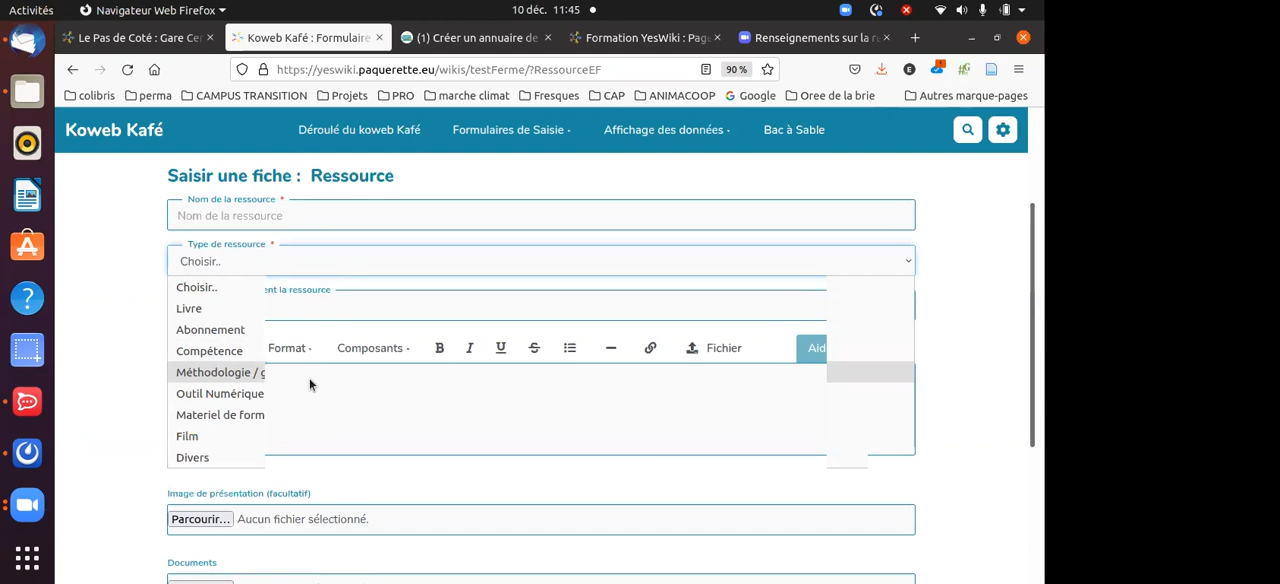 Activités
Navigateur Web Firefox
10 déc. 11:45
Le Pas de Coté : Gare Cer
Koweb Kafé : Formulaire
(1) Créer un annuaire de
Formation YesWiki : Pag
Renseignements sur la r
https://yeswiki.paquerette.eu/wikis/testFerme/?RessourceEF
90 %
colibris
perma
CAMPUS TRANSITION
Projets
PRO
marche climat
Fresques
CAP
ANIMACOOP
Google
Oree de la brie
Autres marque-pages
Koweb Kafé
Déroulé du koweb Kafé
Formulaires de Saisie
Affichage des données
Bac à Sable
Saisir une fiche : Ressource
Nom de la ressource *
Nom de la ressource
Type de ressource *
Choisir..
Choisir..
ent la ressource
Livre
Abonnement
Compétence
Format
Composants
B I U S
Fichier
Aid
Méthodologie / g
Outil Numérique
Materiel de form
Film
Divers
Image de présentation (facultatif)
Parcourir... Aucun fichier sélectionné.
Documents